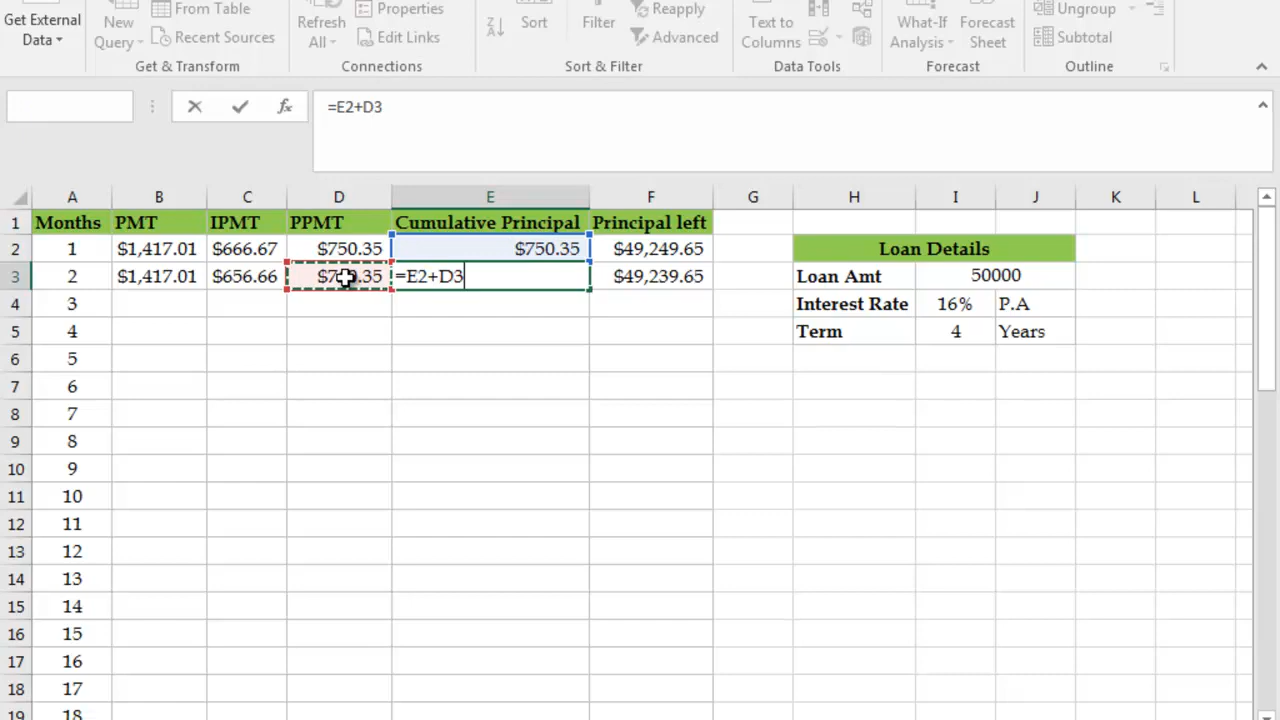 Get External Data
From Table
Properties
Reapply
Ungroup
New Query
Recent Sources
Refresh All
Edit Links
Sort
Filter
Advanced
Text to Columns
What-If Analysis
Forecast Sheet
Subtotal
Get & Transform
Connections
Sort & Filter
Data Tools
Forecast
Outline
fx
=E2+D3
A B C D E F G H I J K L
1 Months PMT IPMT PPMT Cumulative Principal Principal left
2 1 $1,417.01 $666.67 $750.35 $750.35 $49,249.65 Loan Details
3 2 $1,417.01 $656.66 =E2+D3 $49,239.65 Loan Amt 50000
4 3 Interest Rate 16% P.A
5 4 Term 4 Years
6 5
7 6
8 7
9 8
10 9
11 10
12 11
13 12
14 13
15 14
16 15
17 16
18 17
19 18